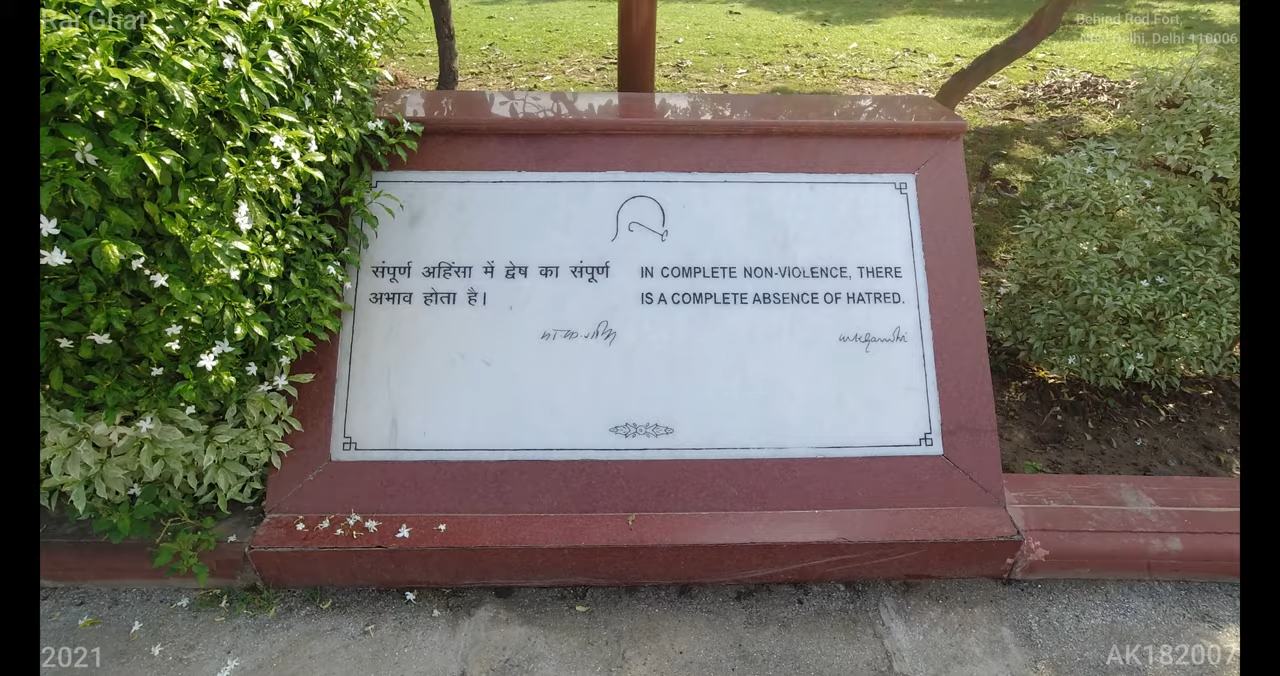 Raj Ghat
Behind Red Fort,
New Delhi, Delhi 110006
संपूर्ण अहिंसा में द्वेष का संपूर्ण
अभाव होता है।
मो.क.गांधी
IN COMPLETE NON-VIOLENCE, THERE
IS A COMPLETE ABSENCE OF HATRED.
mkgandhi
2021
AK182007